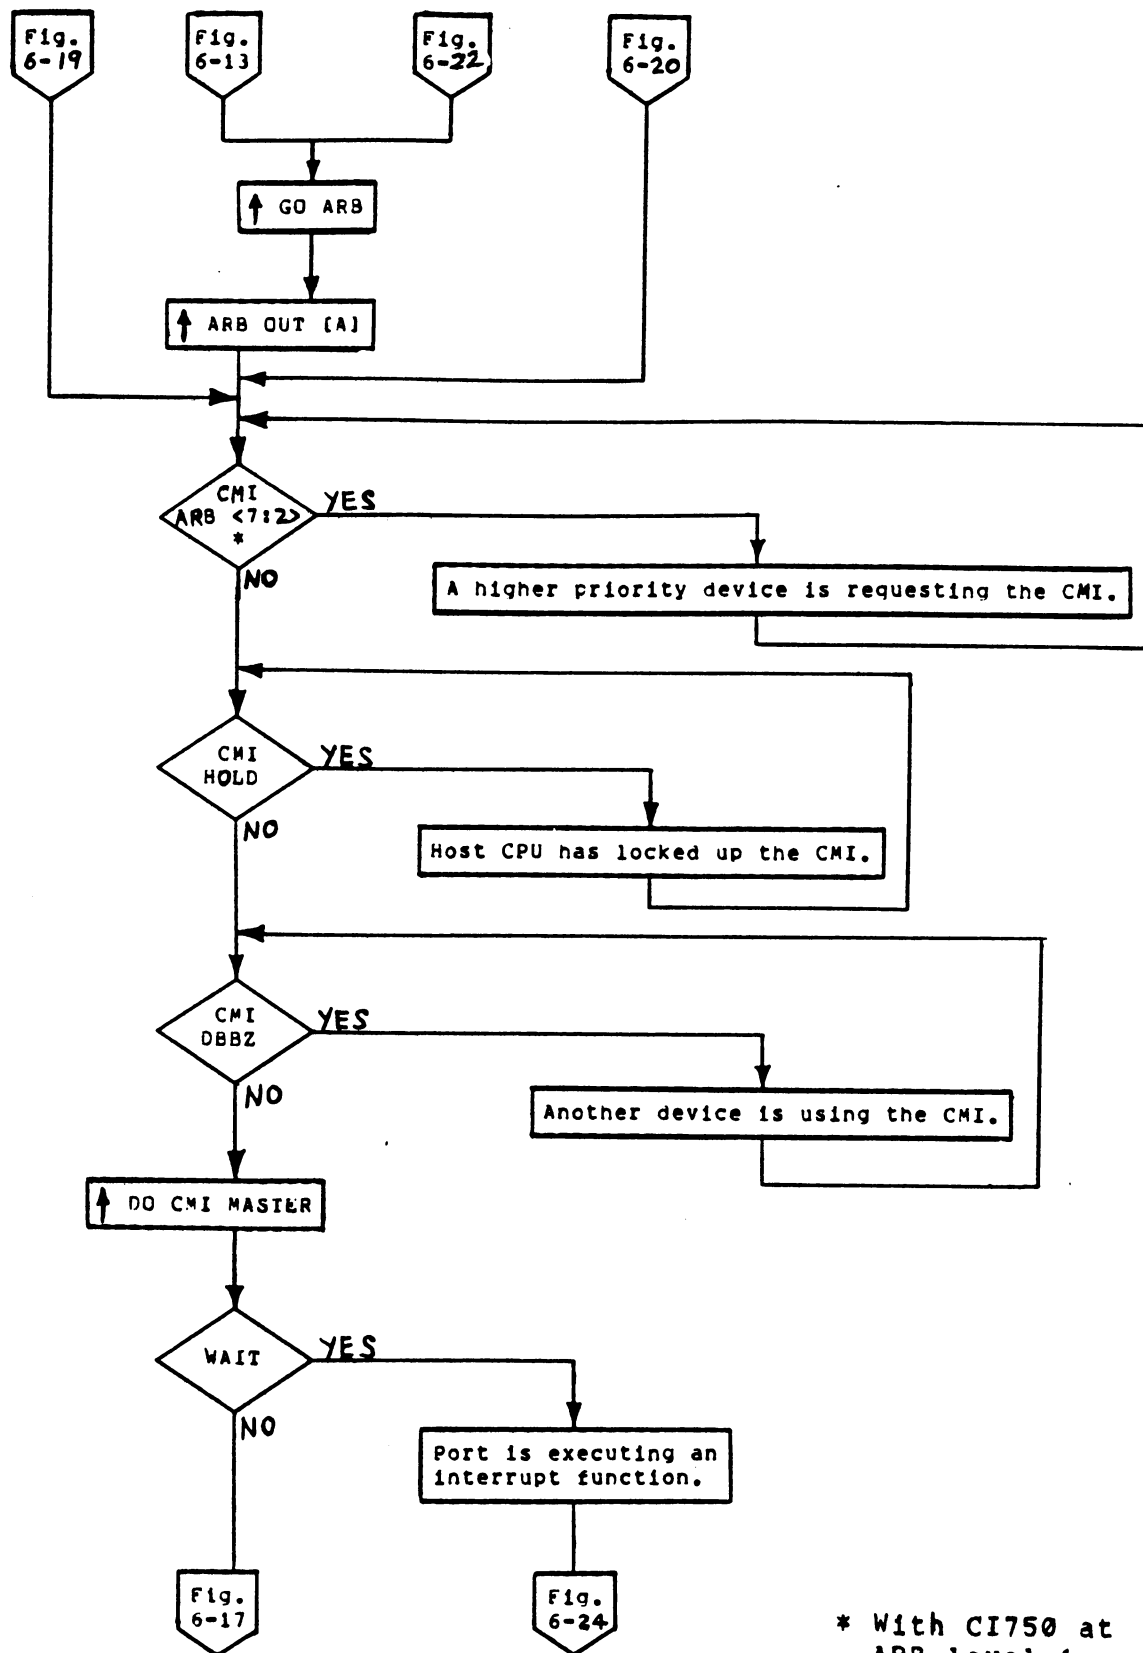 Fig.
6-19
Fig.
6-13
Fig.
6-22
Fig.
6-20
↑ GO ARB
↑ ARB OUT [A]
CMI
ARB <7:2>
*
YES
NO
A higher priority device is requesting the CMI.
CMI
HOLD
YES
NO
Host CPU has locked up the CMI.
CMI
DBBZ
YES
NO
Another device is using the CMI.
↑ DO CMI MASTER
WAIT
YES
NO
Port is executing an
interrupt function.
Fig.
6-17
Fig.
6-24
* With CI750 at